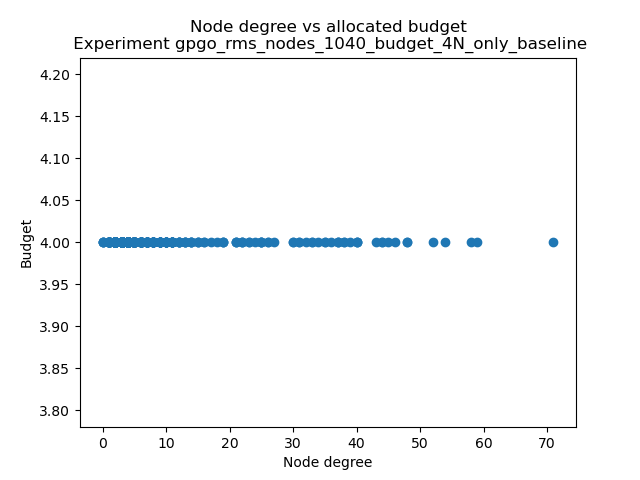 Node degree vs allocated budget
Experiment gpgo_rms_nodes_1040_budget_4N_only_baseline
4.20
4.15
4.10
4.05
4.00
3.95
3.90
3.85
3.80
Budget
0 10 20 30 40 50 60 70
Node degree